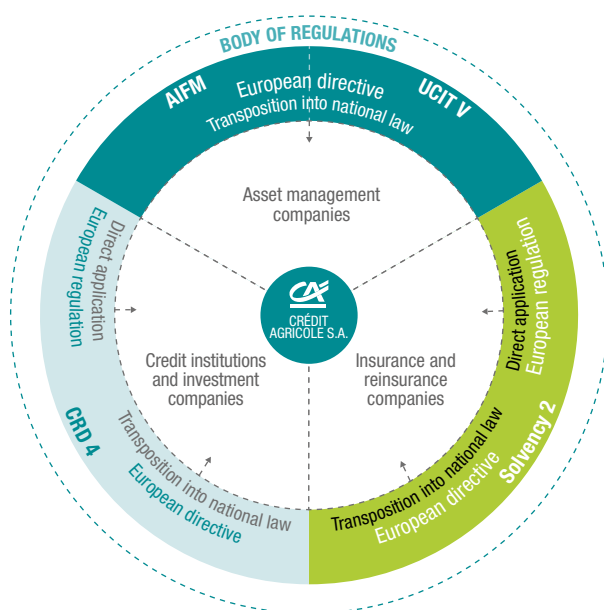 BODY OF REGULATIONS
AIFM
UCIT V
European directive
Transposition into national law
Asset management
companies
Direct application
European regulation
Direct application
European regulation
CA
CRÉDIT
AGRICOLE S.A.
Credit institutions
and investment
companies
Insurance and
reinsurance
companies
CRD 4
Solvency 2
Transposition into national law
European directive
Transposition into national law
European directive